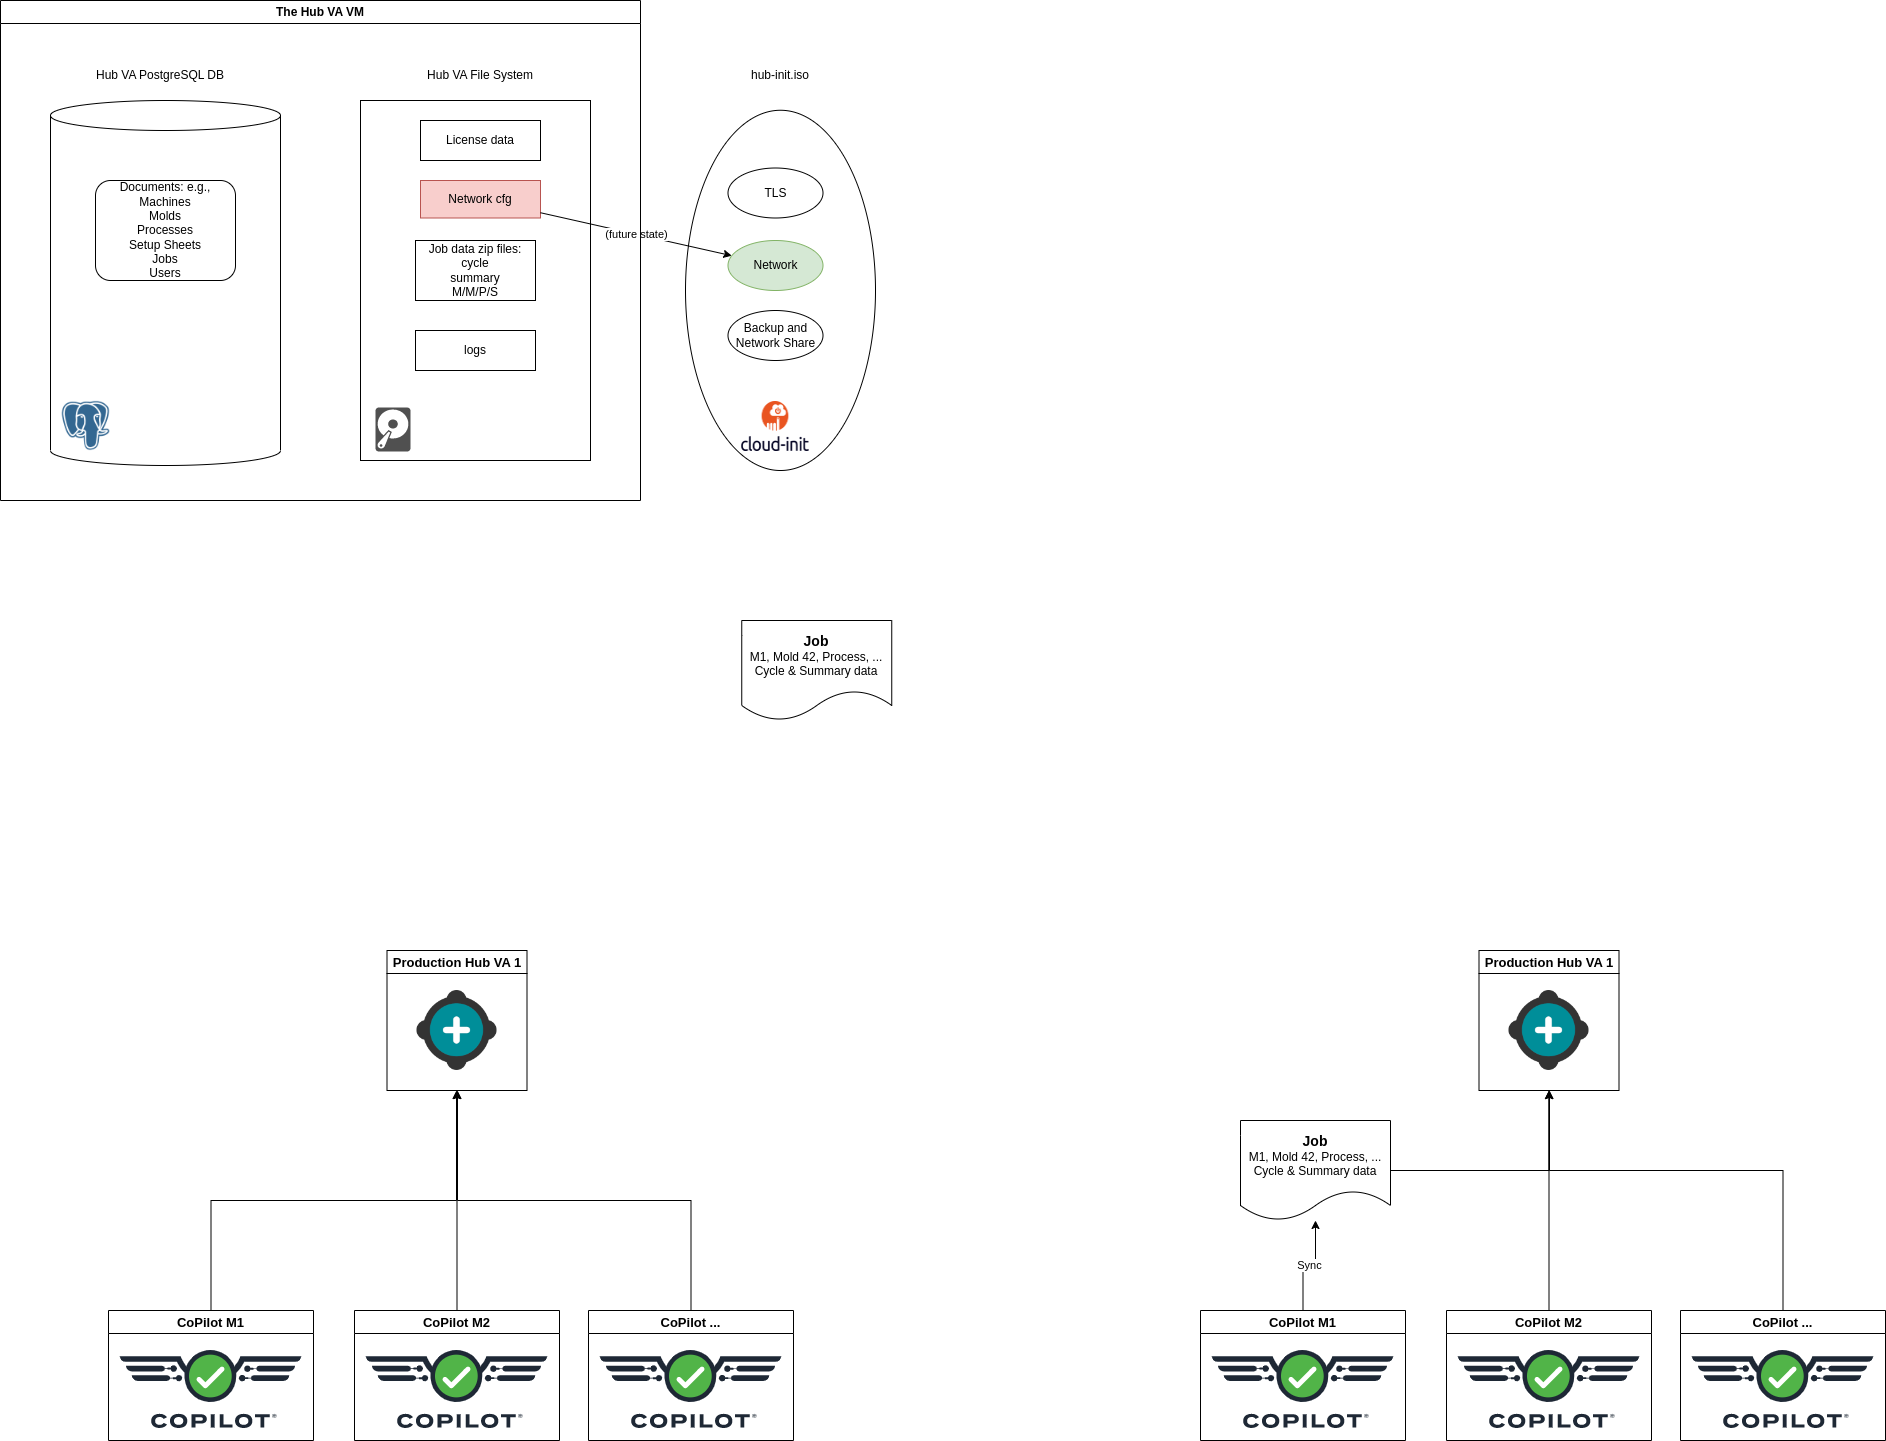 The Hub VA VM
Hub VA PostgreSQL DB
Hub VA File System
hub-init.iso
Documents: e.g.,
Machines
Molds
Processes
Setup Sheets
Jobs
Users
License data
Network cfg
Job data zip files:
cycle
summary
M/M/P/S
logs
(future state)
TLS
Network
Backup and
Network Share
cloud-init
Job
M1, Mold 42, Process, ...
Cycle & Summary data
Production Hub VA 1
CoPilot M1
COPILOT®
CoPilot M2
COPILOT®
CoPilot ...
COPILOT®
Production Hub VA 1
Job
M1, Mold 42, Process, ...
Cycle & Summary data
Sync
CoPilot M1
COPILOT®
CoPilot M2
COPILOT®
CoPilot ...
COPILOT®